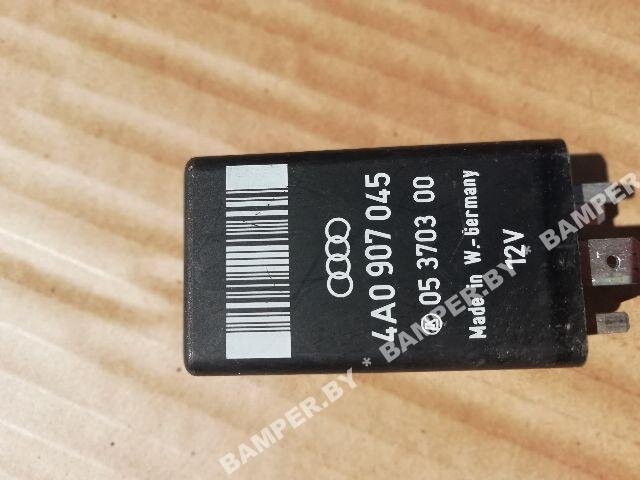 4A0 907 045
K 05 3703 00
Made in W.-Germany
12V
BAMPER.BY * BAMPER.BY * BAMPER.BY